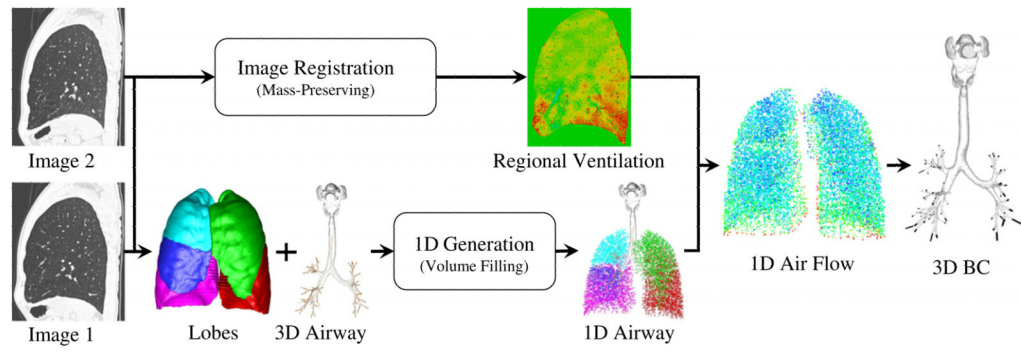 Image Registration
(Mass-Preserving)
Image 2
Regional Ventilation
1D Generation
(Volume Filling)
1D Air Flow
3D BC
Image 1
Lobes
+
3D Airway
1D Airway